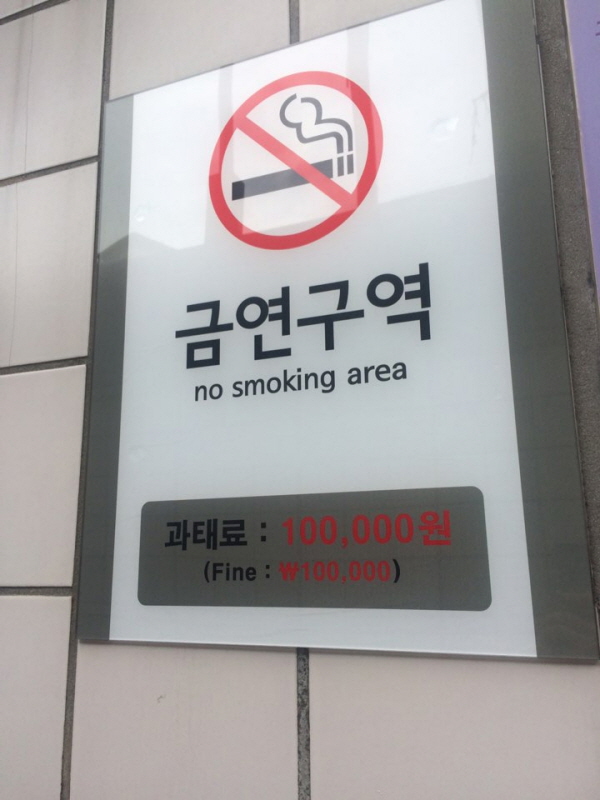 금연구역
no smoking area
과태료 : 100,000원
(Fine : ₩100,000)